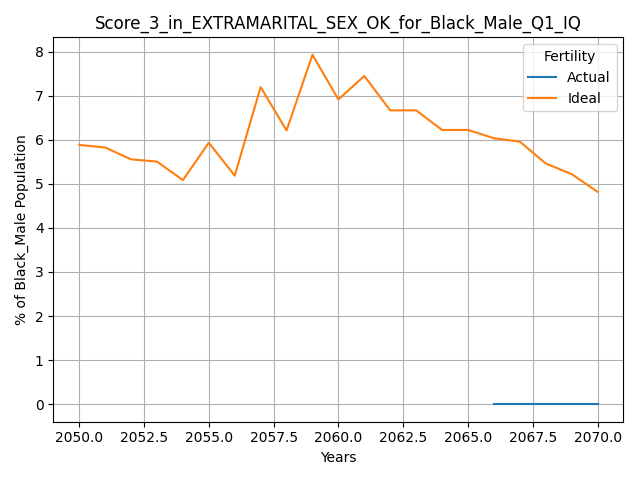 Score_3_in_EXTRAMARITAL_SEX_OK_for_Black_Male_Q1_IQ
Fertility
Actual
Ideal
% of Black_Male Population
8
7
6
5
4
3
2
1
0
2050.0 2052.5 2055.0 2057.5 2060.0 2062.5 2065.0 2067.5 2070.0
Years